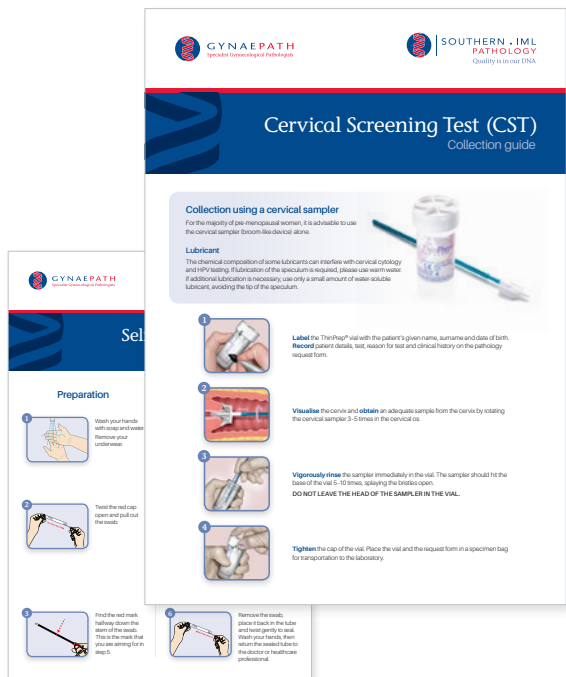 GYNAEPATH
Specialist Gynaecological Pathologists
SOUTHERN.IML
PATHOLOGY
Quality is in our DNA
Cervical Screening Test (CST)
Collection guide
Collection using a cervical sampler
For the majority of pre-menopausal women, it is advisable to use
the cervical sampler (broom-like device) alone.
Lubricant
The chemical composition of some lubricants can interfere with cervical cytology
and HPV testing. If lubrication of the speculum is required, please use warm water.
If additional lubrication is necessary, use only a small amount of water-soluble
lubricant, avoiding the tip of the speculum.
1
Label the ThinPrep® vial with the patient's given name, surname and date of birth.
Record patient details, test, reason for test and clinical history on the pathology
request form.
2
Visualise the cervix and obtain an adequate sample from the cervix by rotating
the cervical sampler 3-5 times in the cervical os.
3
Vigorously rinse the sampler immediately in the vial. The sampler should hit the
base of the vial 5-10 times, splaying the bristles open.
DO NOT LEAVE THE HEAD OF THE SAMPLER IN THE VIAL.
4
Tighten the cap of the vial. Place the vial and the request form in a specimen bag
for transportation to the laboratory.
GYNAEPATH
Specialist Gynaecological Pathologists
Sel
Preparation
1
Wash your hands
with soap and water
Remove your
underwear.
2
Twist the red cap
open and pull out
the swab
3
Find the red mark
halfway down the
stem of the swab.
This is the mark that
you are aiming for in
step 5.
6
Remove the swab,
place it back in the tube
and twist gently to seal.
Wash your hands, then
return the sealed tube to
the doctor or healthcare
professional.